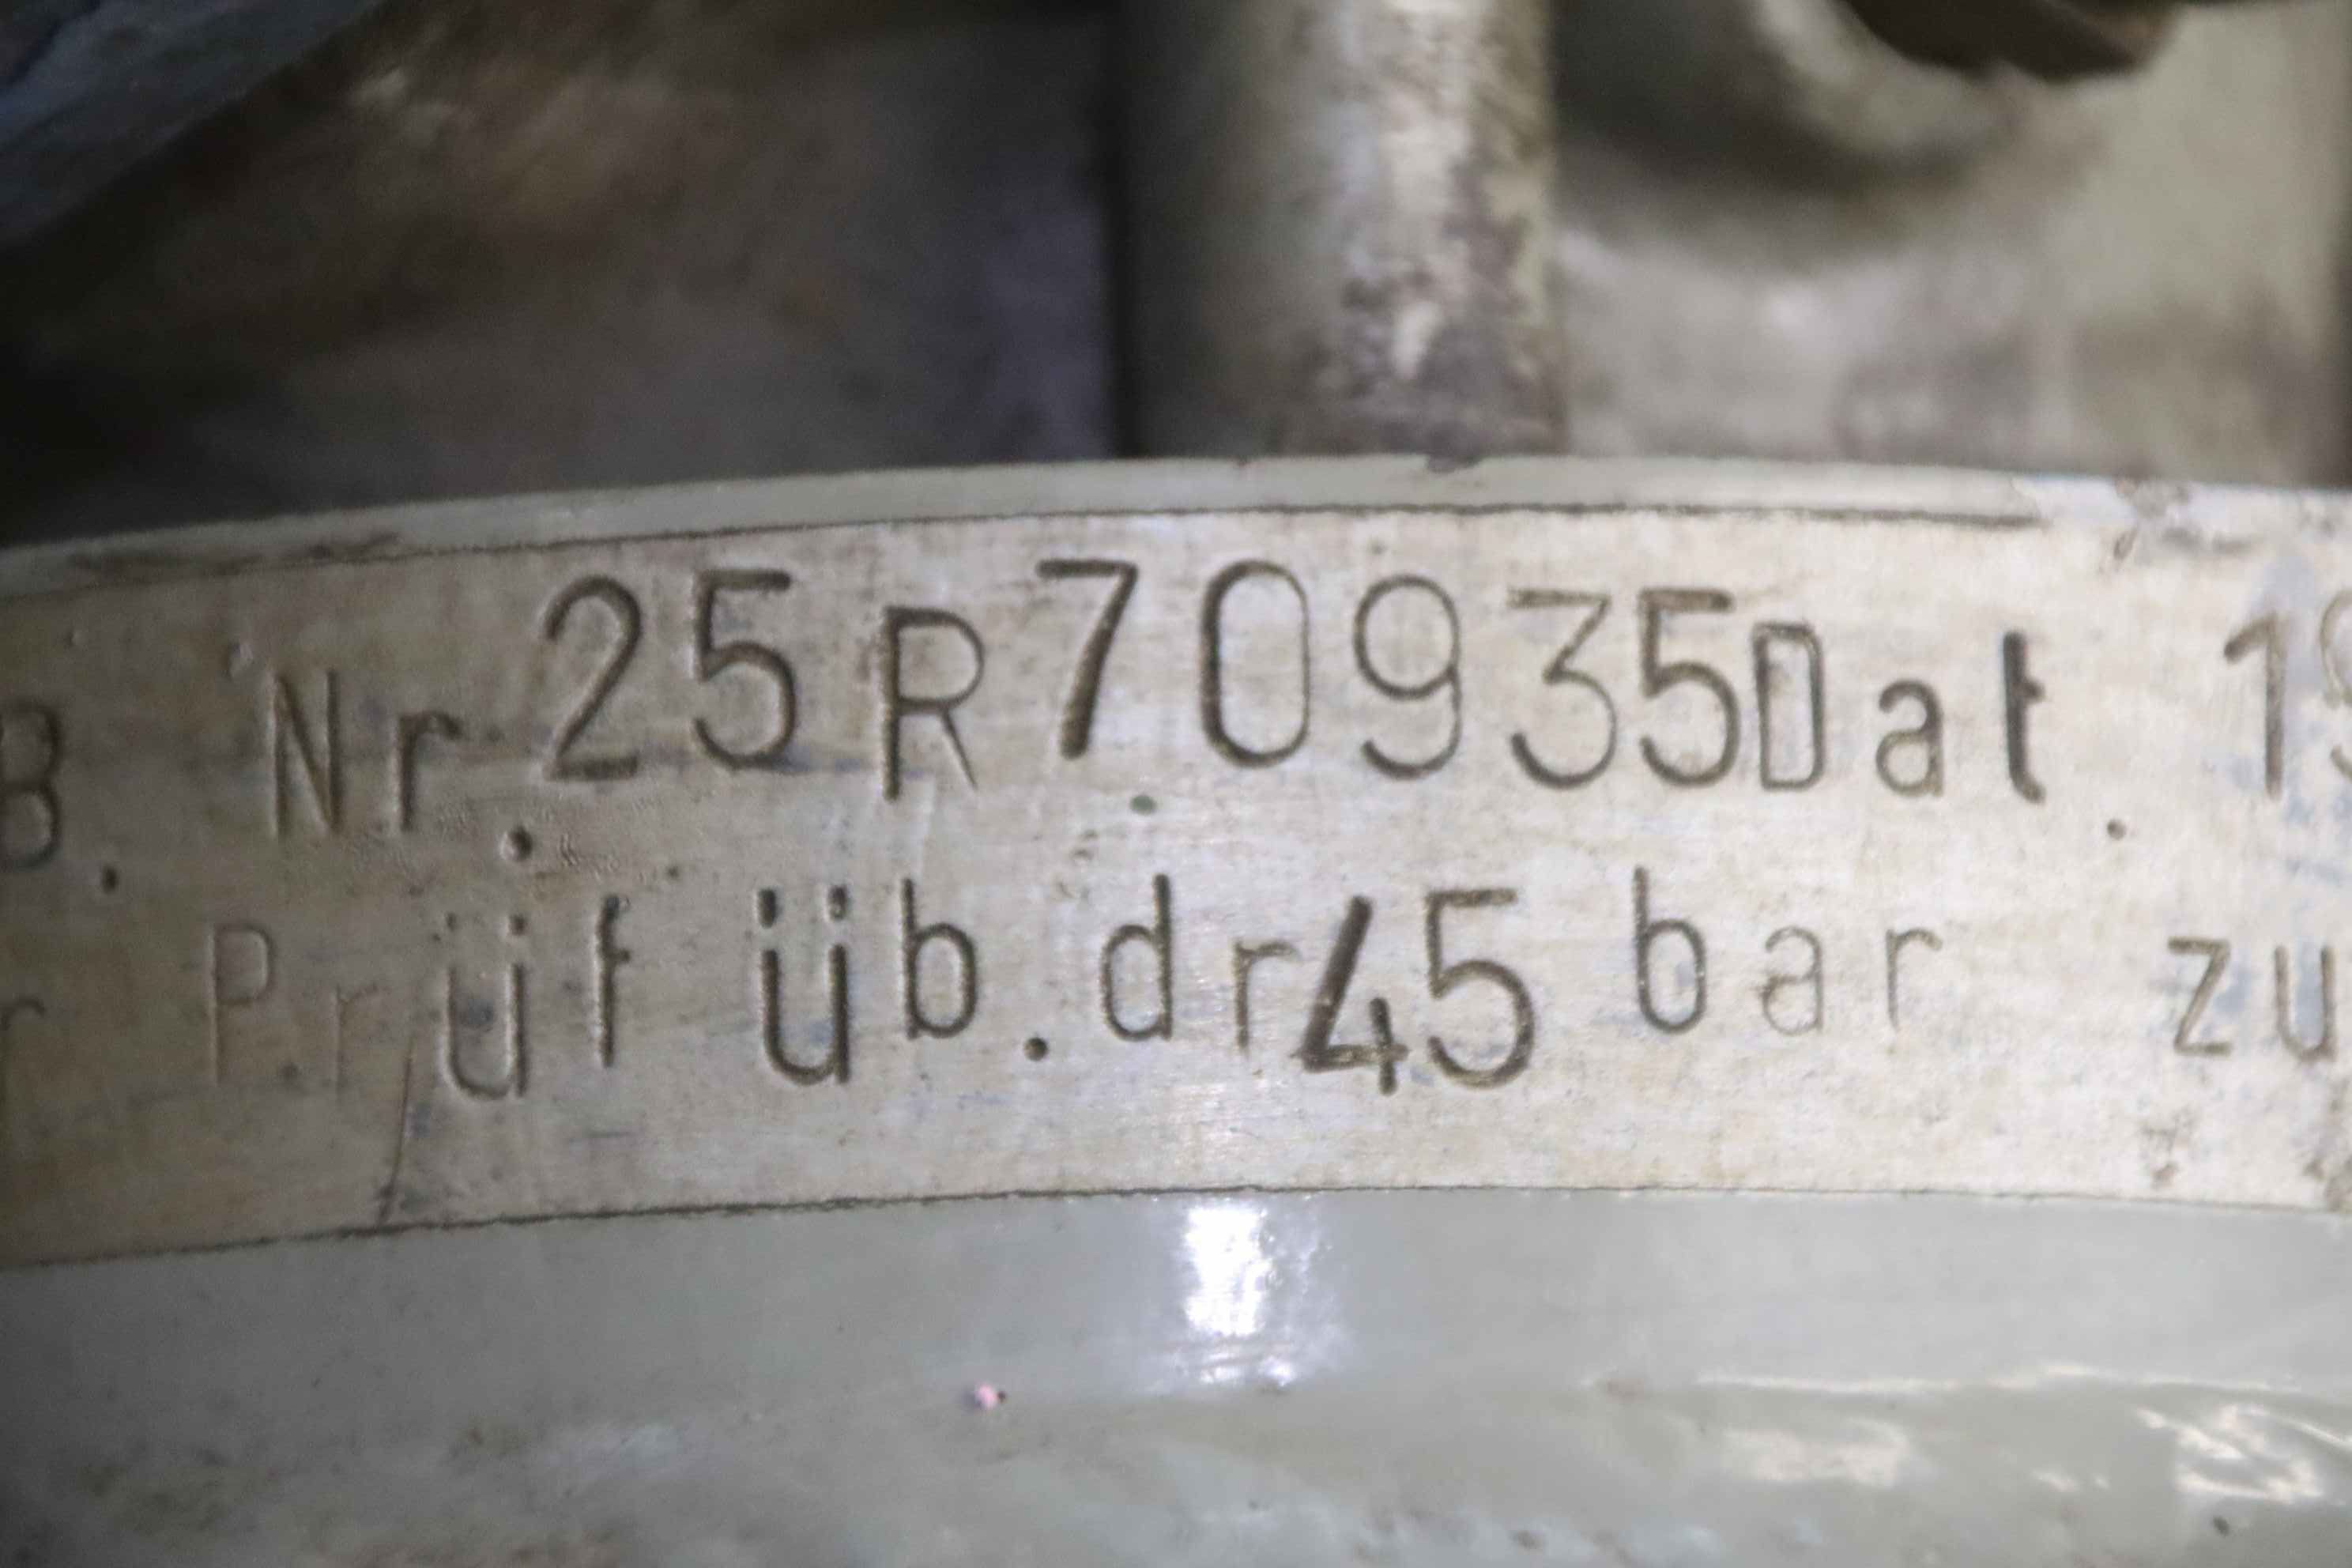 B. Nr. 25 R 70935 Dat. 19
r Prüf üb.dr 45 bar zu